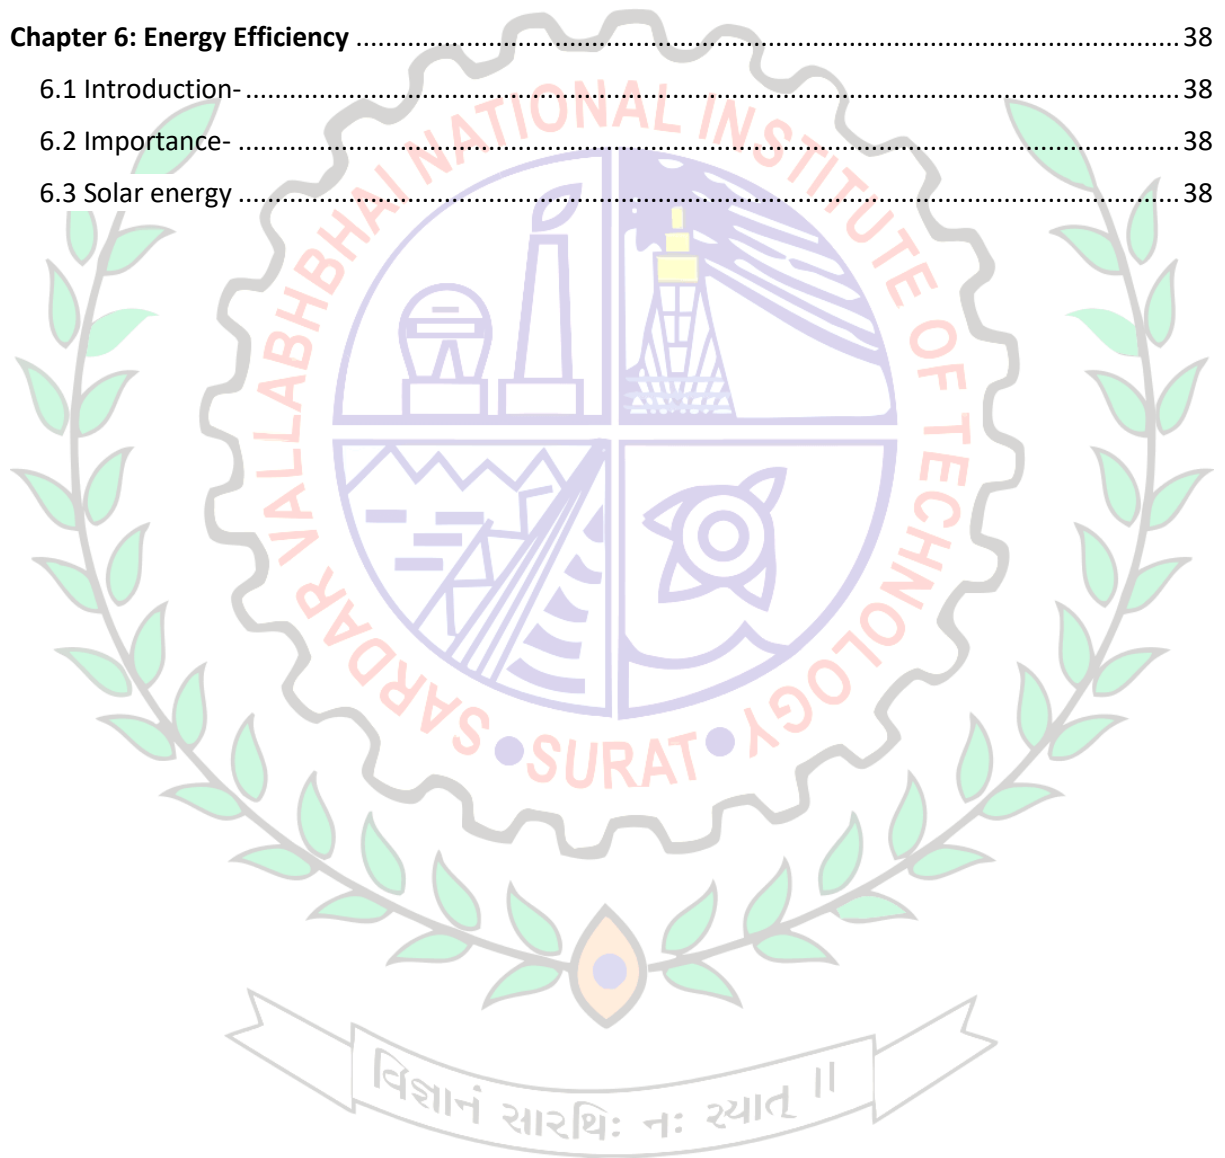 Chapter 6: Energy Efficiency ........................................ 38
6.1 Introduction- ........................................ 38
6.2 Importance- ........................................ 38
6.3 Solar energy ........................................ 38
SARDAR VALLABHBHAI NATIONAL INSTITUTE OF TECHNOLOGY
•SURAT•
વિજ્ઞાનં સારથિઃ નઃ સ્યાત્ ॥